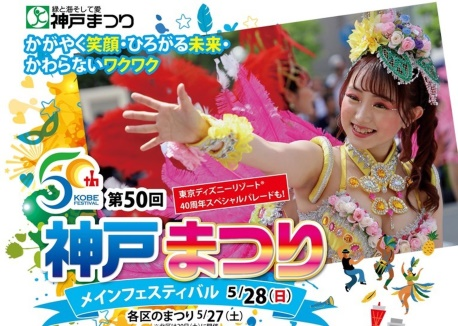 緑と海そして愛
神戸まつり
かがやく笑顔・ひろがる未来・
かわらないワクワク
50th
KOBE
FESTIVAL
第50回
東京ディズニーリゾート®
40周年スペシャルパレードも!
神戸まつり
メインフェスティバル 5/28(日)
各区のまつり 5/27(土)